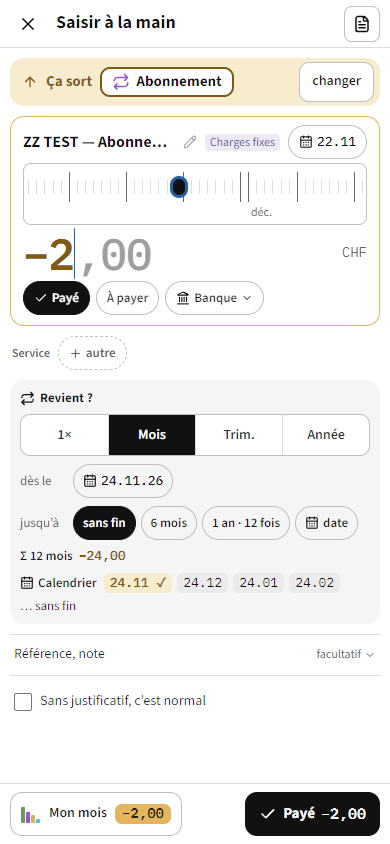 Saisir à la main
Ça sort Abonnement changer
ZZ TEST — Abonne... Charges fixes 22.11
déc.
−2,00 CHF
Payé À payer Banque
Service + autre
Revient ?
1× Mois Trim. Année
dès le 24.11.26
jusqu'à sans fin 6 mois 1 an · 12 fois date
Σ 12 mois −24,00
Calendrier 24.11 ✓ 24.12 24.01 24.02
... sans fin
Référence, note facultatif
Sans justificatif, c'est normal
Mon mois −2,00 Payé −2,00